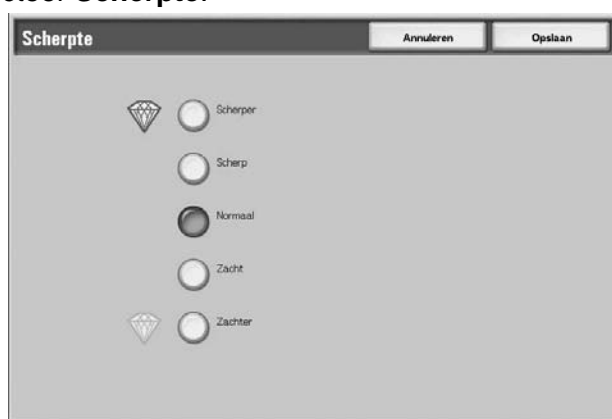 Scherpte.
Scherpte Annuleren Opslaan
Scherper
Scherp
Normaal
Zacht
Zachter